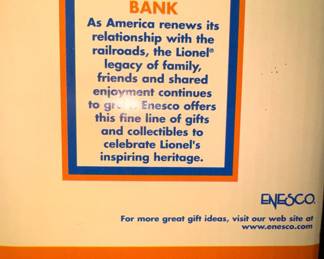 BANK
As America renews its
relationship with the
railroads, the Lionel®
legacy of family,
friends and shared
enjoyment continues
to Enesco offers
this fine line of gifts
and collectibles to
celebrate Lionel's
inspiring heritage.
ENESCO.
For more great gift ideas, visit our web site at
www.enesco.com